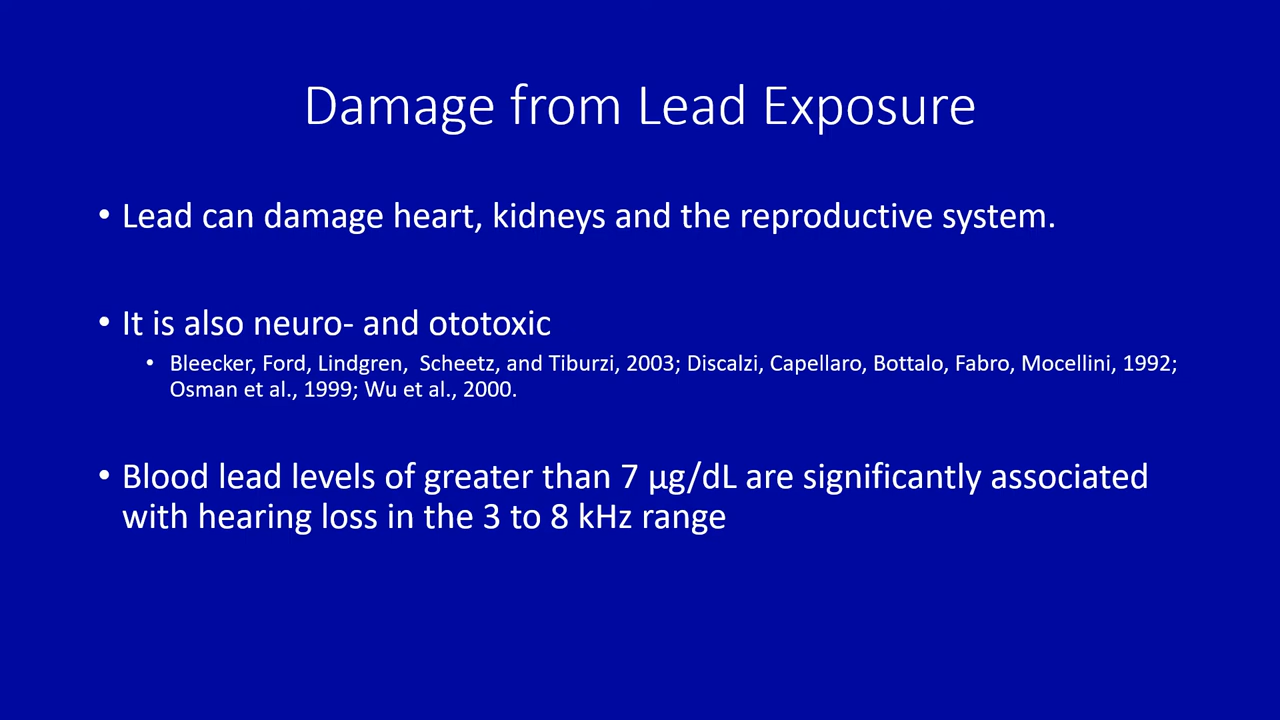 Damage from Lead Exposure
• Lead can damage heart, kidneys and the reproductive system.
• It is also neuro- and ototoxic
• Bleecker, Ford, Lindgren,  Scheetz, and Tiburzi, 2003; Discalzi, Capellaro, Bottalo, Fabro, Mocellini, 1992;
Osman et al., 1999; Wu et al., 2000.
• Blood lead levels of greater than 7 µg/dL are significantly associated
with hearing loss in the 3 to 8 kHz range